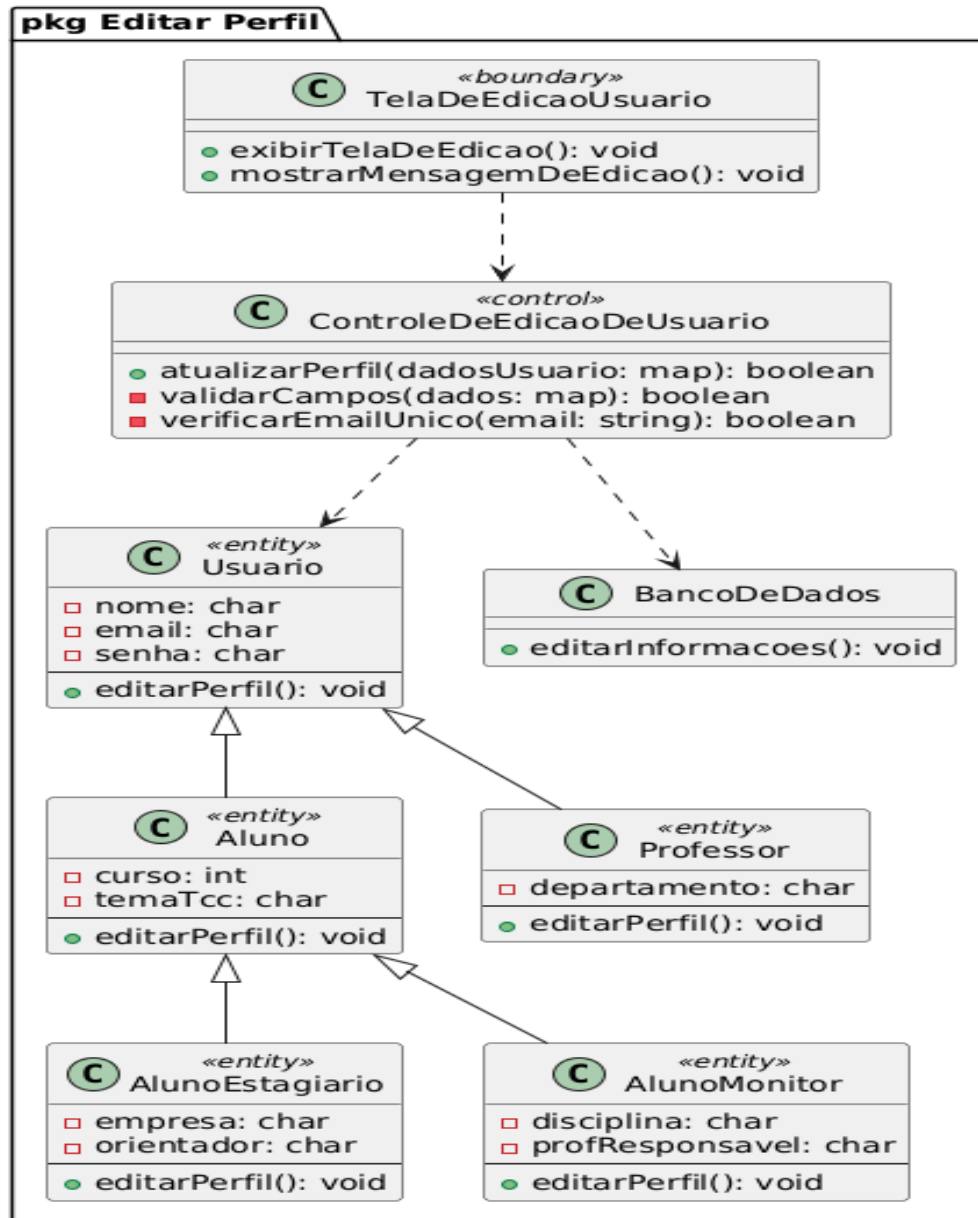 pkg Editar Perfil
«boundary»
C TelaDeEdicaoUsuario
exibirTelaDeEdicao(): void
mostrarMensagemDeEdicao(): void
«control»
C ControleDeEdicaoDeUsuario
atualizarPerfil(dadosUsuario: map): boolean
validarCampos(dados: map): boolean
verificarEmailUnico(email: string): boolean
«entity»
C Usuario
nome: char
email: char
senha: char
editarPerfil(): void
C BancoDeDados
editarInformacoes(): void
«entity»
C Aluno
curso: int
temaTcc: char
editarPerfil(): void
«entity»
C Professor
departamento: char
editarPerfil(): void
«entity»
C AlunoEstagiario
empresa: char
orientador: char
editarPerfil(): void
«entity»
C AlunoMonitor
disciplina: char
profResponsavel: char
editarPerfil(): void